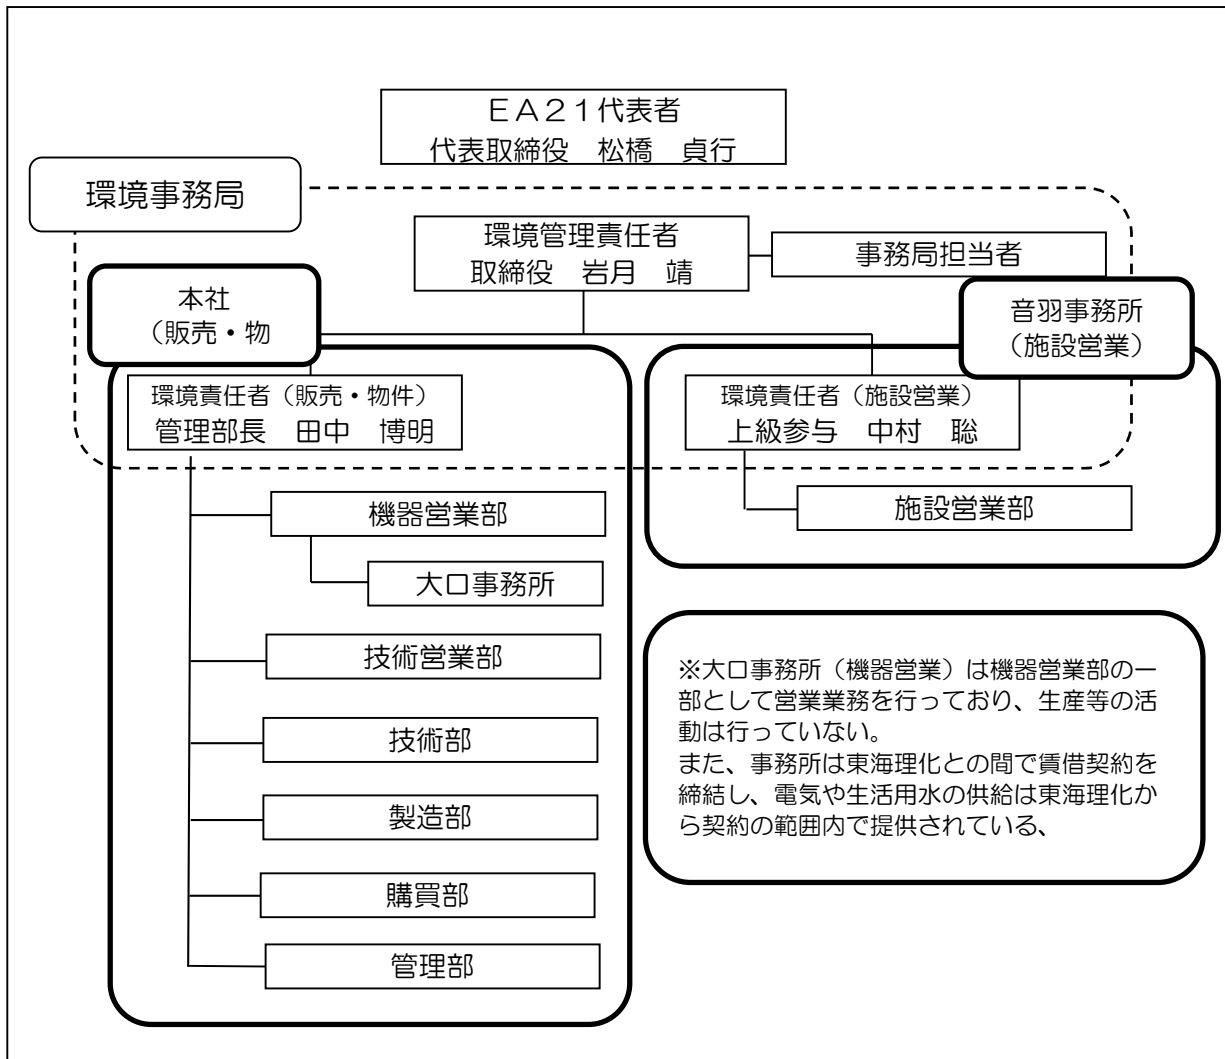 ＥＡ２１代表者
代表取締役　松橋　貞行
環境事務局
環境管理責任者
取締役　岩月　靖
事務局担当者
本社
（販売・物
音羽事務所
（施設営業）
環境責任者（販売・物件）
管理部長　田中　博明
環境責任者（施設営業）
上級参与　中村　聡
機器営業部
施設営業部
大口事務所
技術営業部
技術部
製造部
購買部
管理部
※大口事務所（機器営業）は機器営業部の一
部として営業業務を行っており、生産等の活
動は行っていない。
また、事務所は東海理化との間で賃借契約を
締結し、電気や生活用水の供給は東海理化か
ら契約の範囲内で提供されている、